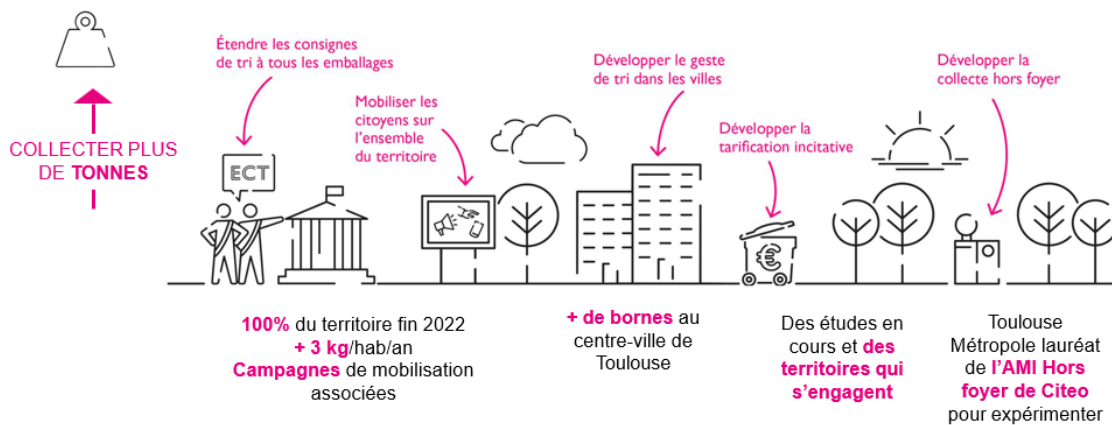 COLLECTER PLUS
DE TONNES
Étendre les consignes
de tri à tous les emballages
ECT
Mobiliser les
citoyens sur
l'ensemble
du territoire
100% du territoire fin 2022
+ 3 kg/hab/an
Campagnes de mobilisation
associées
Développer le geste
de tri dans les villes
+ de bornes au
centre-ville de
Toulouse
Développer la
tarification incitative
€
Des études en
cours et des
territoires qui
s'engagent
Développer la
collecte hors foyer
Toulouse
Métropole lauréat
de l'AMI Hors
foyer de Citeo
pour expérimenter